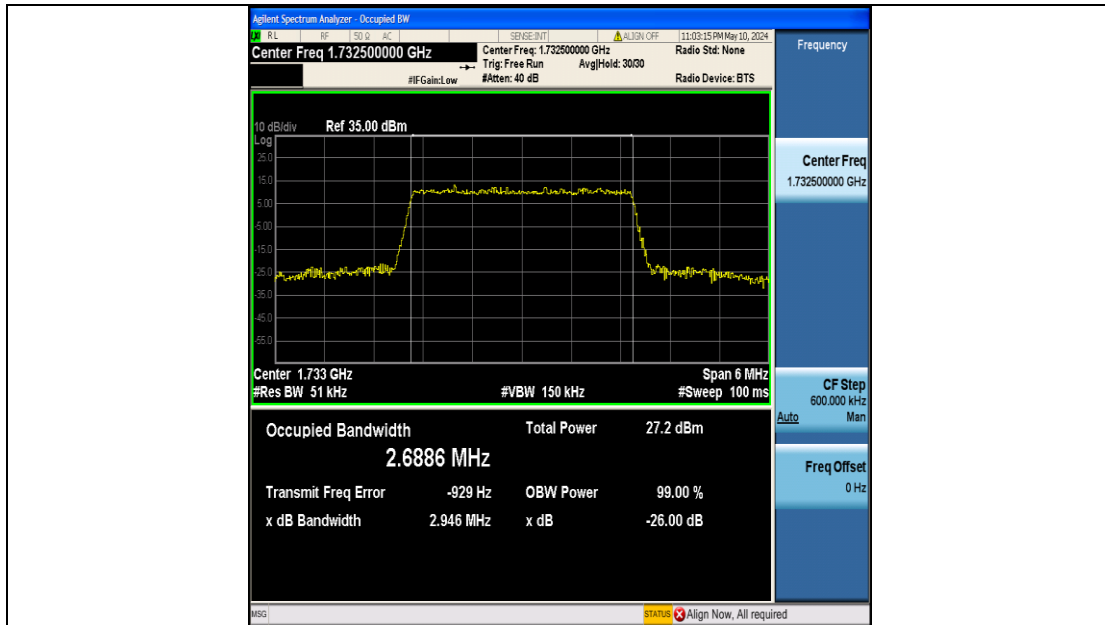 Agilent Spectrum Analyzer - Occupied BW
RL RF 50 Ω AC SENSE:INT ALIGN OFF 11:03:15 PM May 10, 2024
Center Freq 1.732500000 GHz
Center Freq: 1.732500000 GHz Radio Std: None
Trig: Free Run Avg|Hold: 30/30
#IFGain:Low #Atten: 40 dB Radio Device: BTS
10 dB/div Ref 35.00 dBm
Log
25.0
15.0
5.00
-5.00
-15.0
-25.0
-35.0
-45.0
-55.0
Center 1.733 GHz Span 6 MHz
#Res BW 51 kHz #VBW 150 kHz #Sweep 100 ms
Occupied Bandwidth Total Power 27.2 dBm
2.6886 MHz
Transmit Freq Error -929 Hz OBW Power 99.00 %
x dB Bandwidth 2.946 MHz x dB -26.00 dB
MSG STATUS Align Now, All required
Frequency
Center Freq
1.732500000 GHz
CF Step
600.000 kHz
Auto Man
Freq Offset
0 Hz